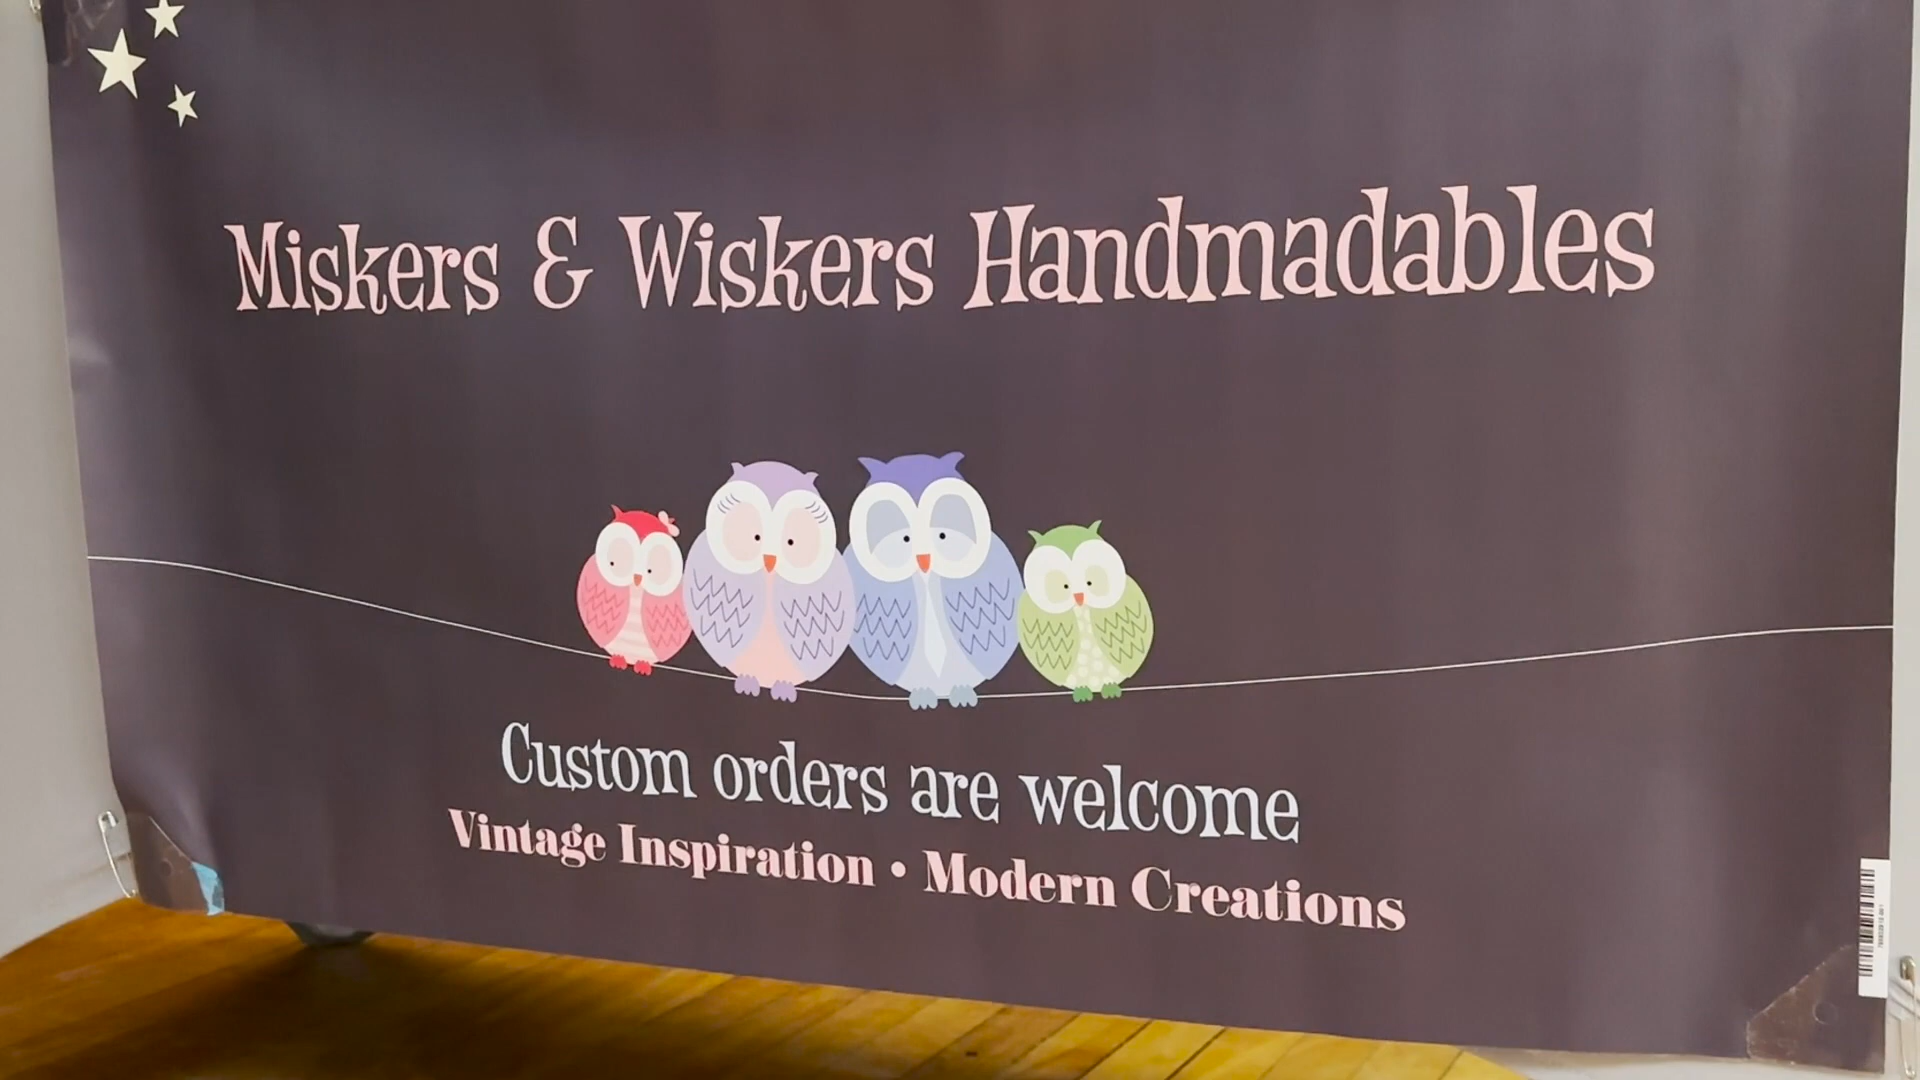 Miskers & Wiskers Handmadables
Custom orders are welcome
Vintage Inspiration • Modern Creations